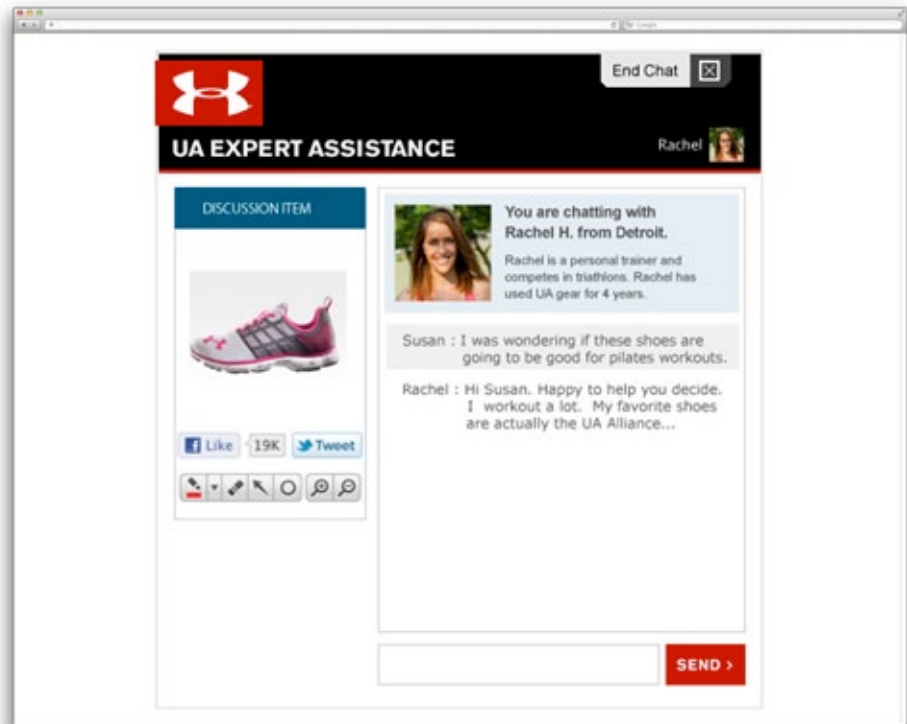 Google
End Chat
UA EXPERT ASSISTANCE
Rachel
DISCUSSION ITEM
Like
19K
Tweet
You are chatting with
Rachel H. from Detroit.
Rachel is a personal trainer and
competes in triathlons. Rachel has
used UA gear for 4 years.
Susan : I was wondering if these shoes are
going to be good for pilates workouts.
Rachel : Hi Susan. Happy to help you decide.
I workout a lot. My favorite shoes
are actually the UA Alliance...
SEND >